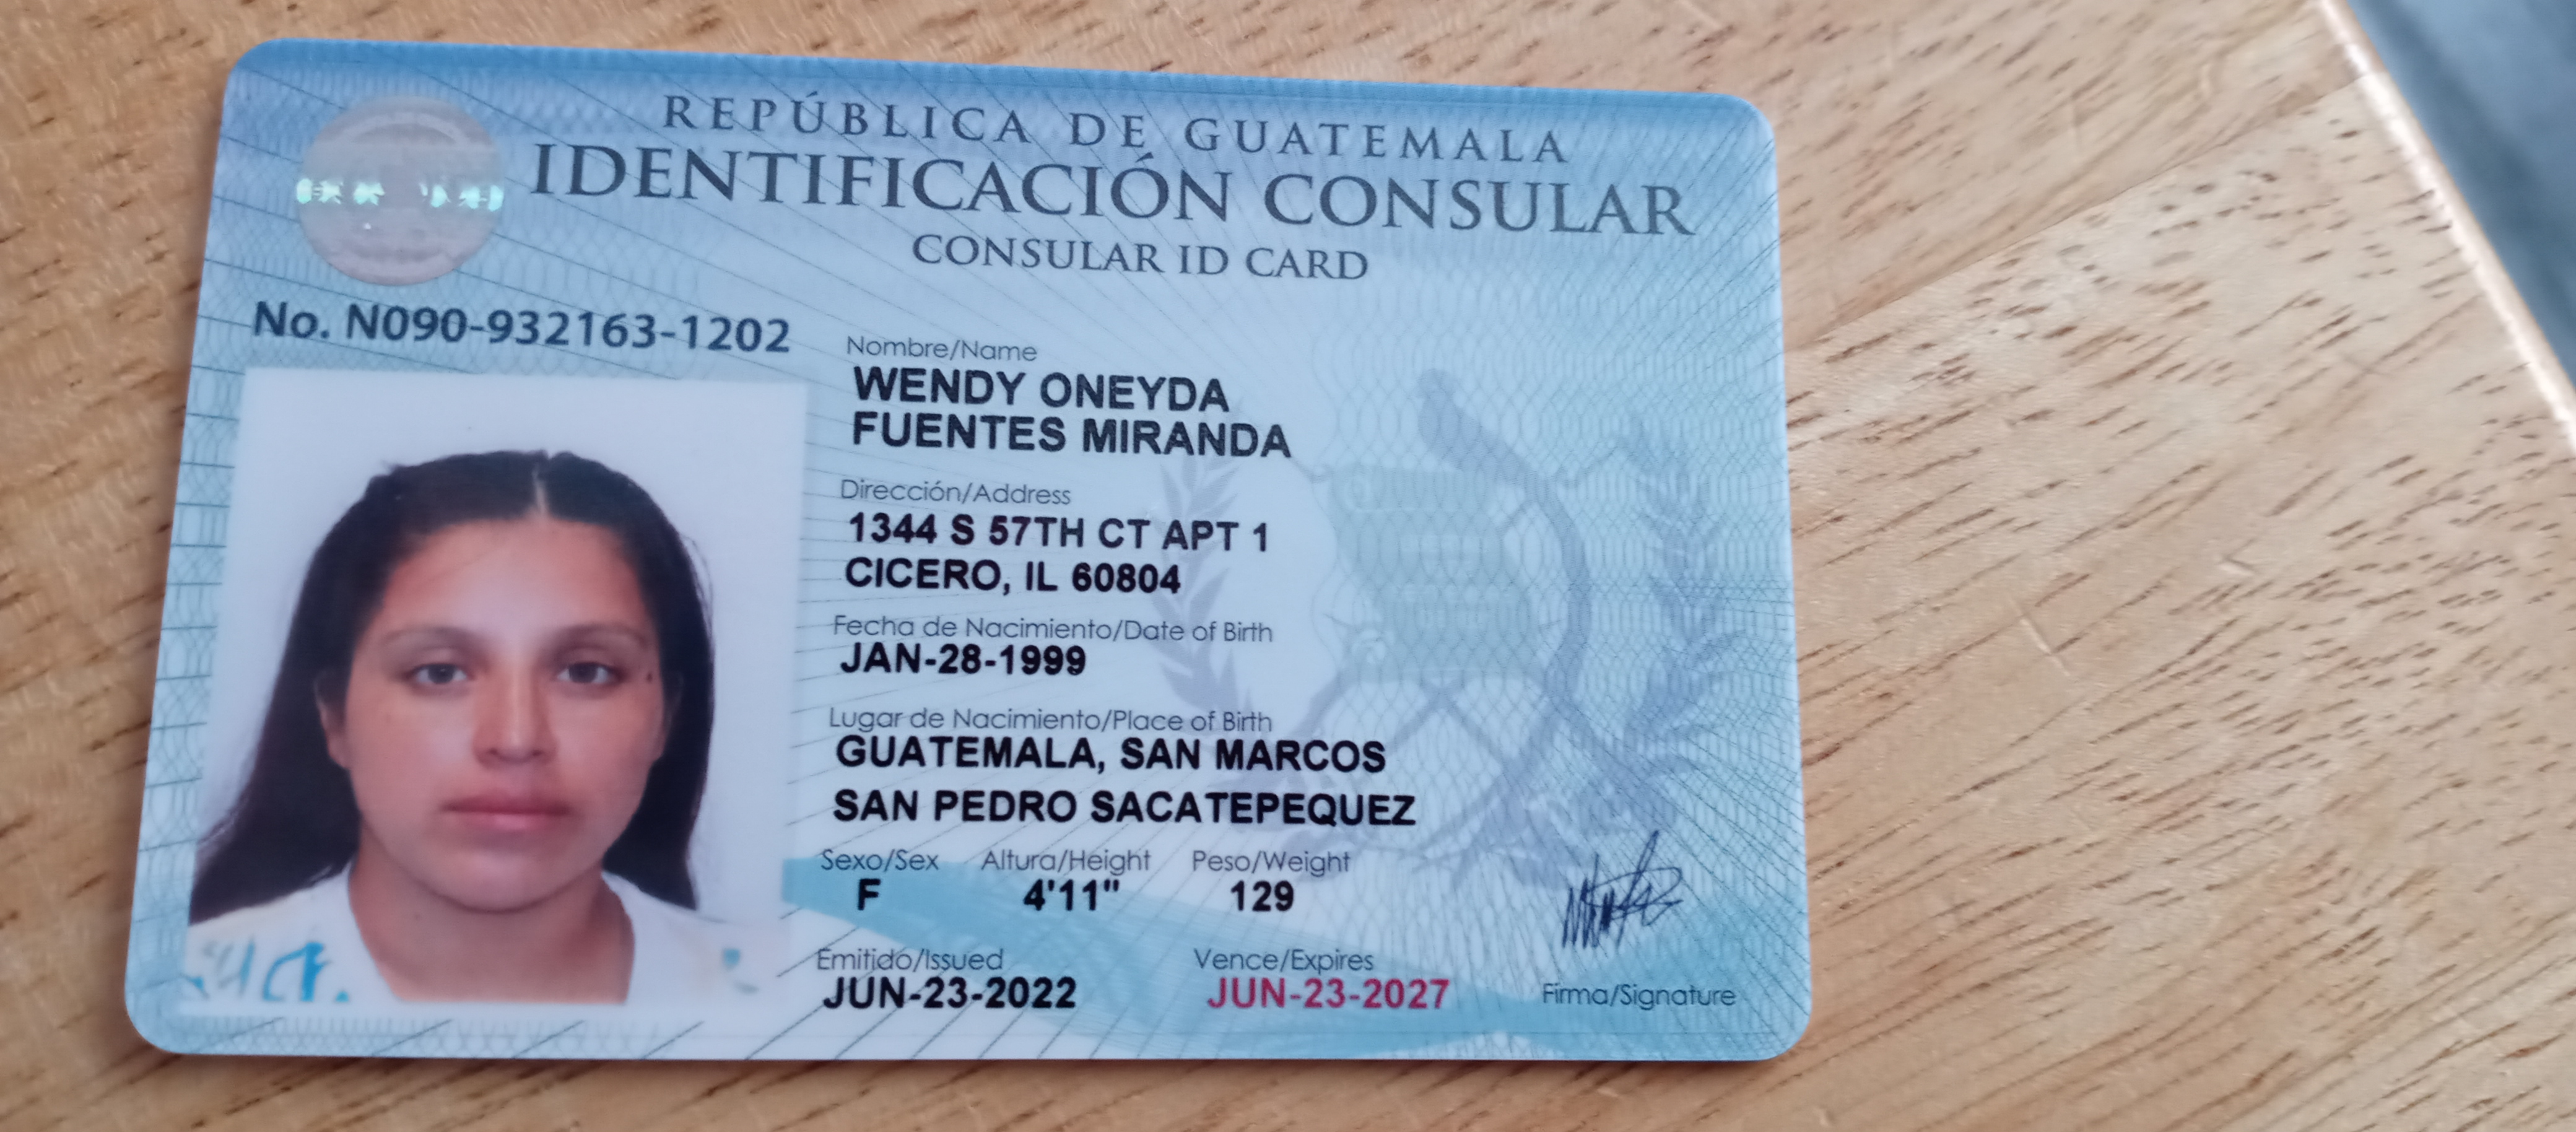 REPÚBLICA DE GUATEMALA
IDENTIFICACIÓN CONSULAR
CONSULAR ID CARD
No. N090-932163-1202
Nombre/Name
WENDY ONEYDA
FUENTES MIRANDA
Dirección/Address
1344 S 57TH CT APT 1
CICERO, IL 60804
Fecha de Nacimiento/Date of Birth
JAN-28-1999
Lugar de Nacimiento/Place of Birth
GUATEMALA, SAN MARCOS
SAN PEDRO SACATEPEQUEZ
Sexo/Sex Altura/Height Peso/Weight
F 4'11" 129
Emitido/Issued Vence/Expires
JUN-23-2022 JUN-23-2027
Firma/Signature